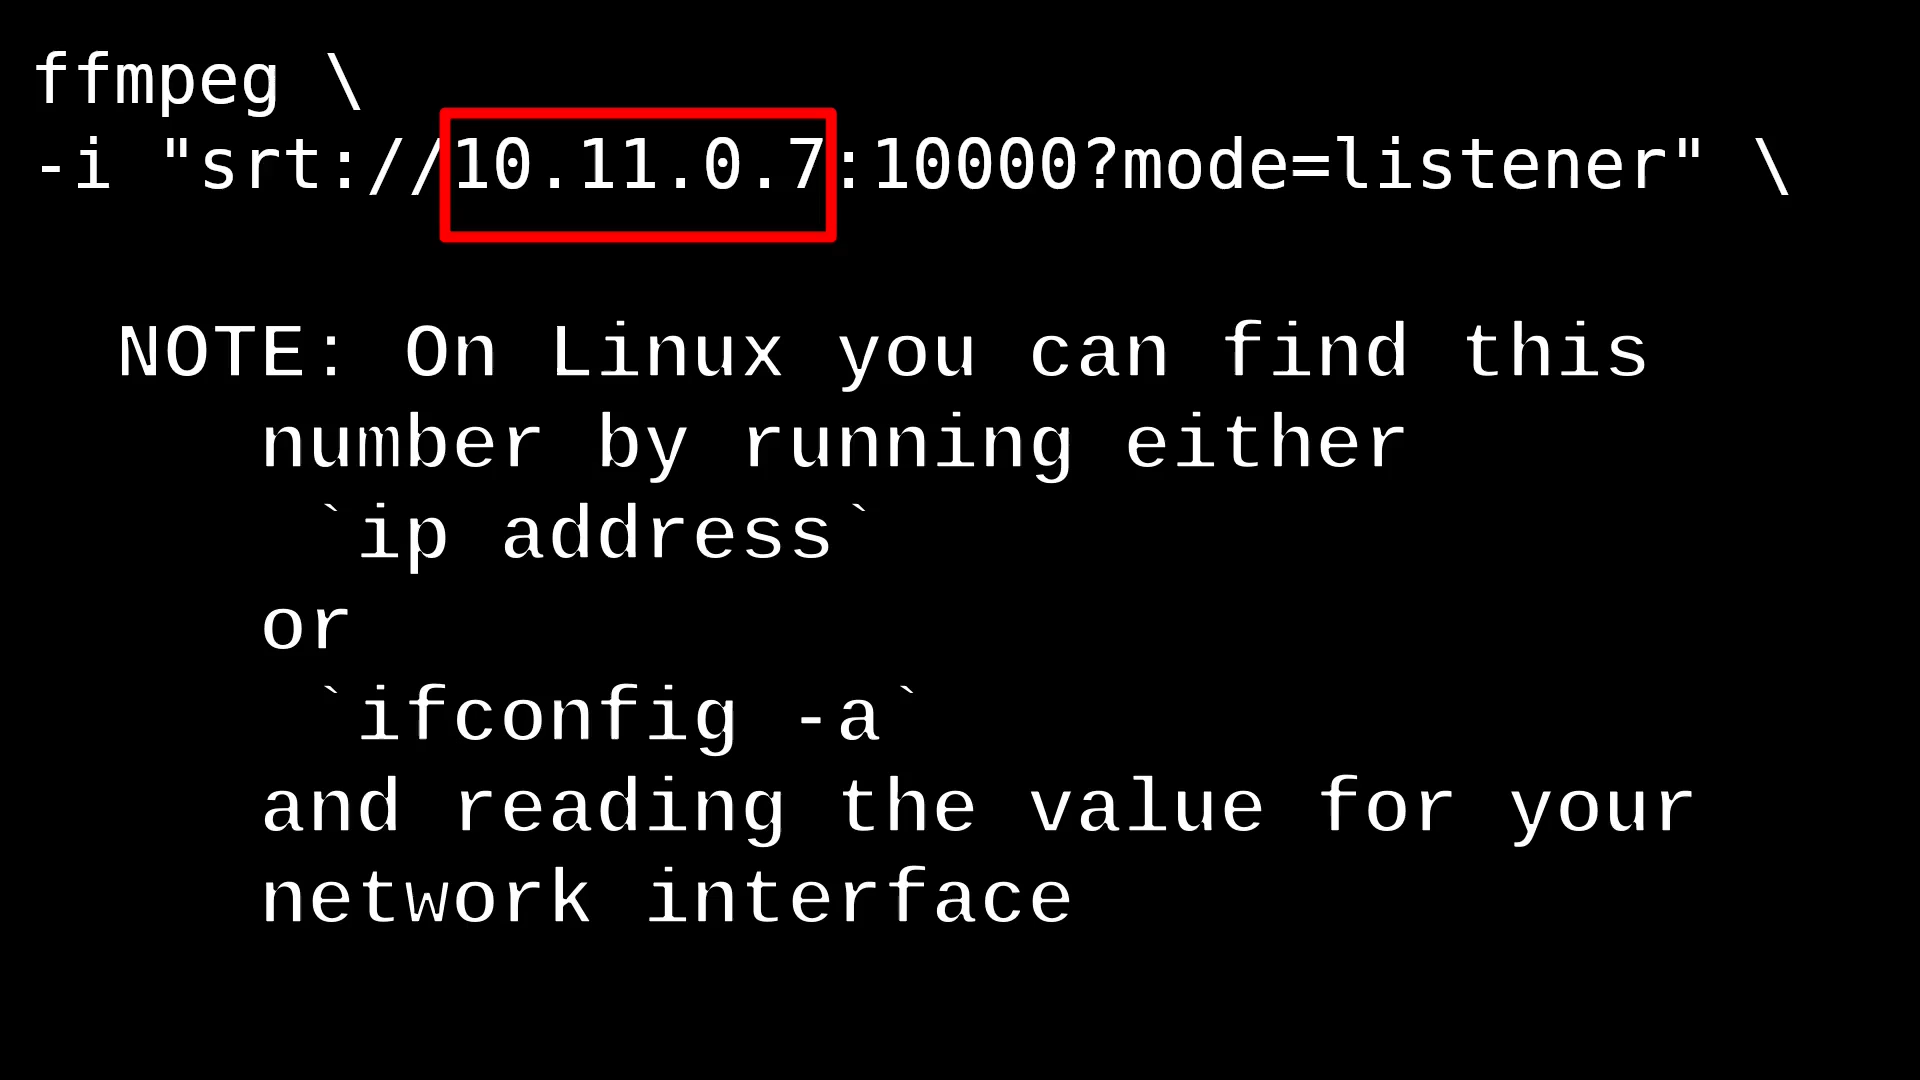 ffmpeg \
-i "srt://10.11.0.7:10000?mode=listener" \
NOTE: On Linux you can find this
number by running either
`ip address`
or
`ifconfig -a`
and reading the value for your
network interface